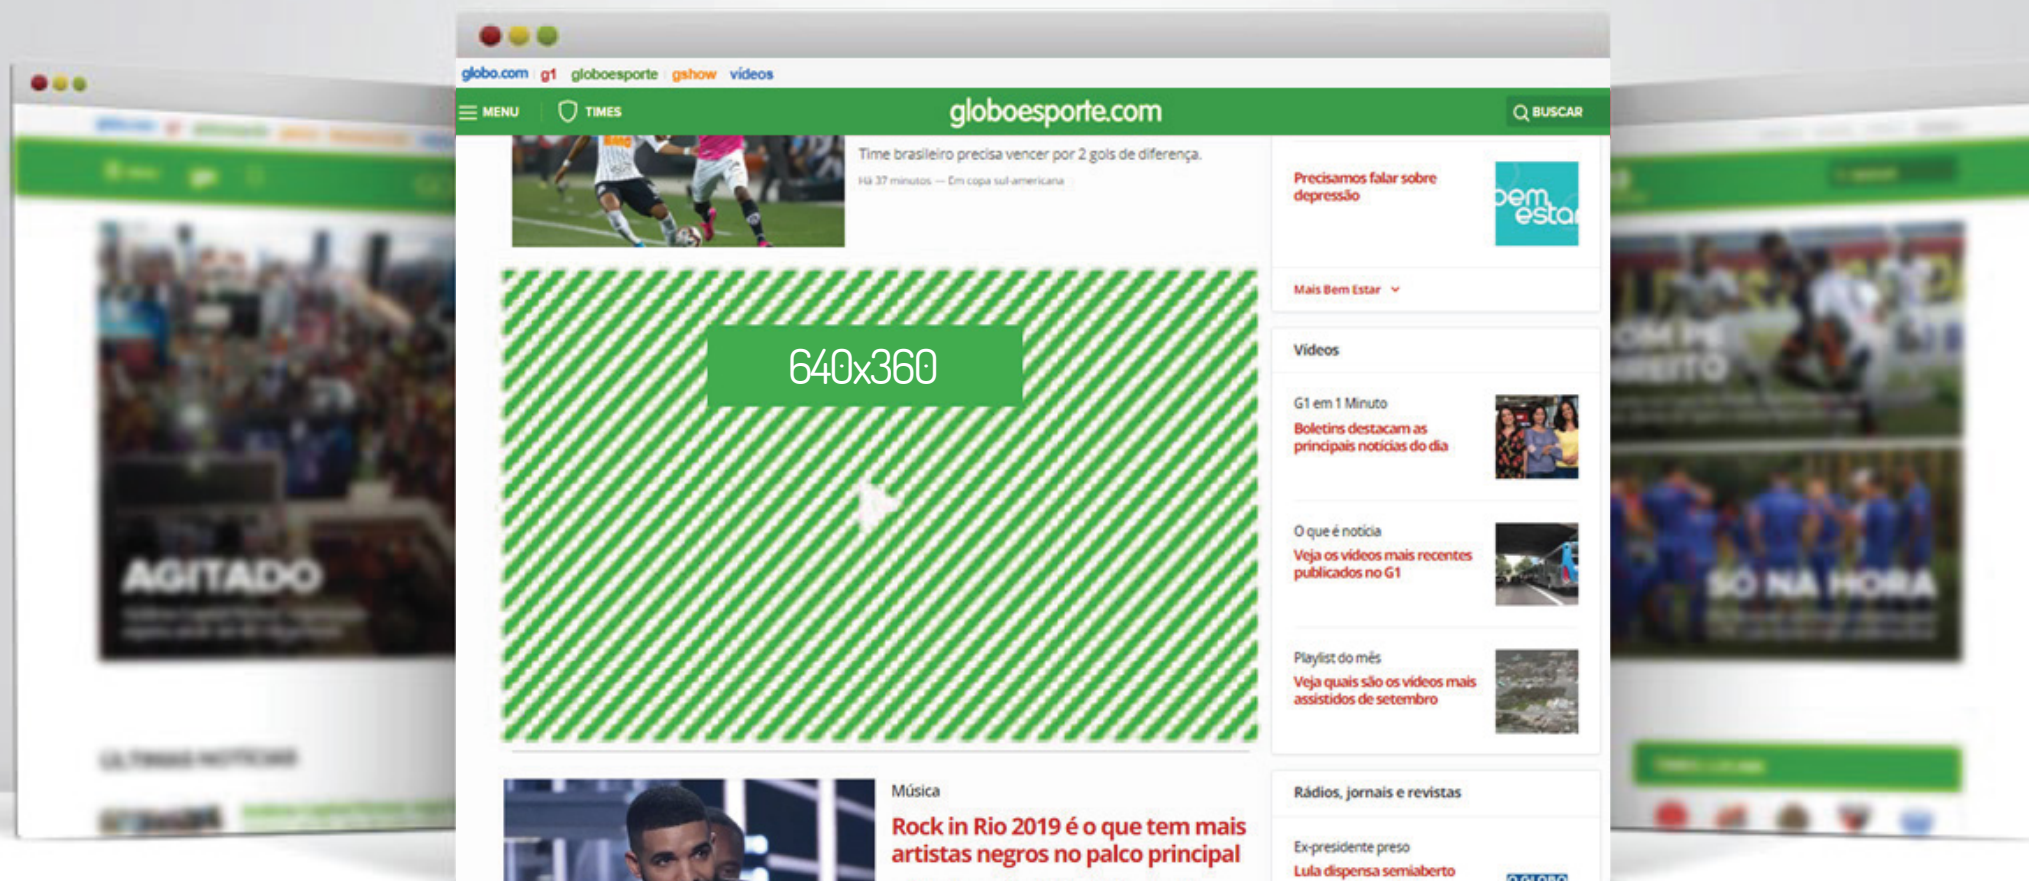 globo.com g1 globoesporte gshow vídeos
MENU TIMES globoesporte.com BUSCAR
Time brasileiro precisa vencer por 2 gols de diferença.
Há 37 minutos — Em copa sul-americana
Precisamos falar sobre
depressão
bem
estar
Mais Bem Estar
640x360
Vídeos
G1 em 1 Minuto
Boletins destacam as
principais notícias do dia
O que é notícia
Veja os vídeos mais recentes
publicados no G1
Playlist do mês
Veja quais são os vídeos mais
assistidos de setembro
Música
Rock in Rio 2019 é o que tem mais
artistas negros no palco principal
Rádios, jornais e revistas
Ex-presidente preso
Lula dispensa semiaberto
O GLOBO
AGITADO
ÚLTIMAS NOTÍCIAS
SÓ NA HORA